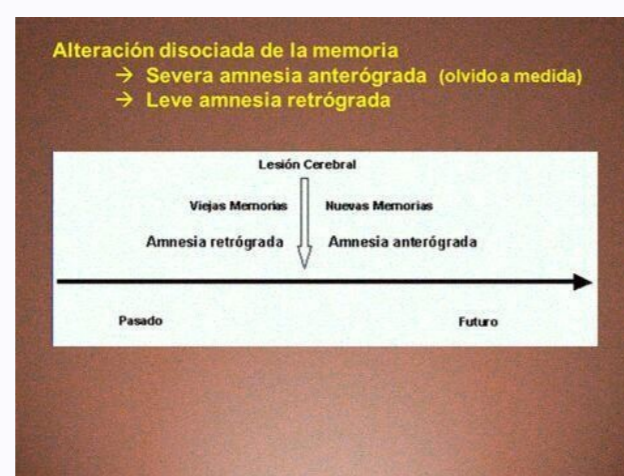 Alteración disociada de la memoria
→ Severa amnesia anterógrada (olvido a medida)
→ Leve amnesia retrógrada
Lesión Cerebral
Viejas Memorias Nuevas Memorias
Amnesia retrógrada Amnesia anterógrada
Pasado Futuro